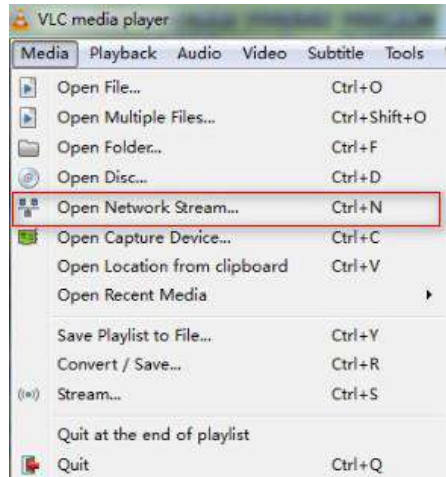 VLC media player
Media Playback Audio Video Subtitle Tools
Open File... Ctrl+O
Open Multiple Files... Ctrl+Shift+O
Open Folder... Ctrl+F
Open Disc... Ctrl+D
Open Network Stream... Ctrl+N
Open Capture Device... Ctrl+C
Open Location from clipboard Ctrl+V
Open Recent Media
Save Playlist to File... Ctrl+Y
Convert / Save... Ctrl+R
Stream... Ctrl+S
Quit at the end of playlist
Quit Ctrl+Q